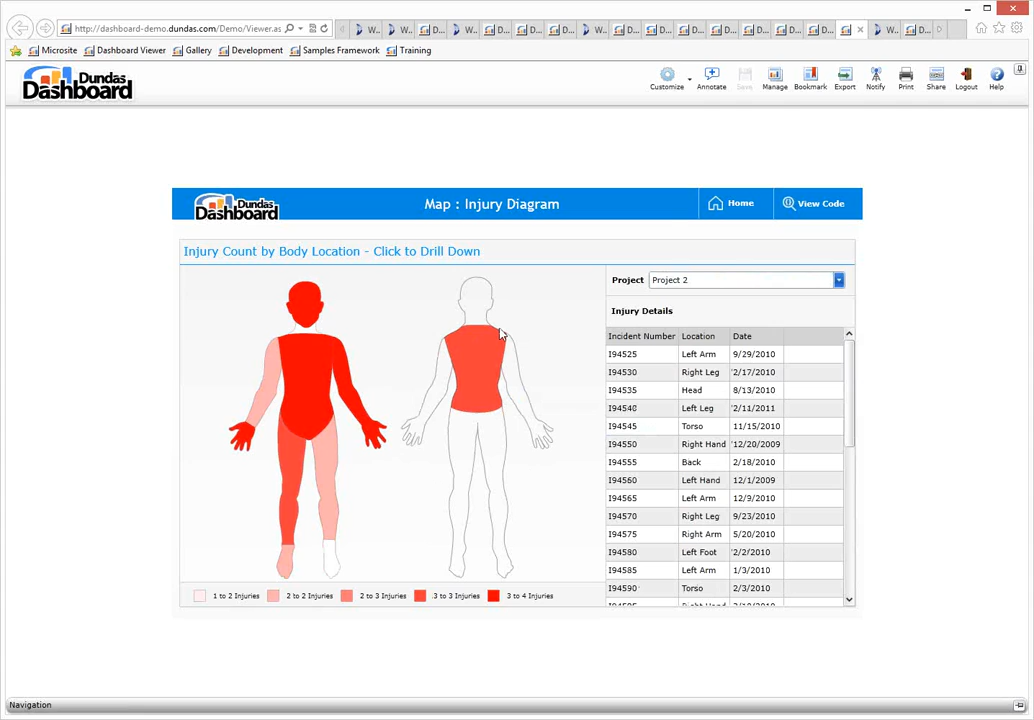 http://dashboard-demo.dundas.com/Demo/Viewer.as
W...
W...
D...
W...
D...
D...
D...
W...
D...
D...
D...
D...
D...
D...
D...
W...
D...
Microsite
Dashboard Viewer
Gallery
Development
Samples Framework
Training
Dundas
Dashboard
Customize
Annotate
Save
Manage
Bookmark
Export
Notify
Print
Share
Logout
Help
Dundas
Dashboard
Map : Injury Diagram
Home
View Code
Injury Count by Body Location - Click to Drill Down
Project
Project 2
Injury Details
Incident Number Location Date
I94525 Left Arm 9/29/2010
I94530 Right Leg '2/17/2010
I94535 Head 8/13/2010
I94540 Left Leg '2/11/2011
I94545 Torso 11/15/2010
I94550 Right Hand '12/20/2009
I94555 Back 2/18/2010
I94560 Left Hand 12/1/2009
I94565 Left Arm 12/9/2010
I94570 Right Leg 9/23/2010
I94575 Right Arm 5/20/2010
I94580 Left Foot '2/2/2010
I94585 Left Arm 1/3/2010
I94590 Torso 2/3/2010
1 to 2 Injuries
2 to 2 Injuries
2 to 3 Injuries
3 to 3 Injuries
3 to 4 Injuries
Navigation